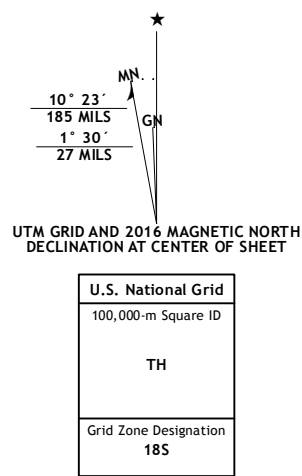 ★
MN
10° 23´
185 MILS
GN
1° 30´
27 MILS
UTM GRID AND 2016 MAGNETIC NORTH
DECLINATION AT CENTER OF SHEET
U.S. National Grid
100,000-m Square ID
TH
Grid Zone Designation
18S